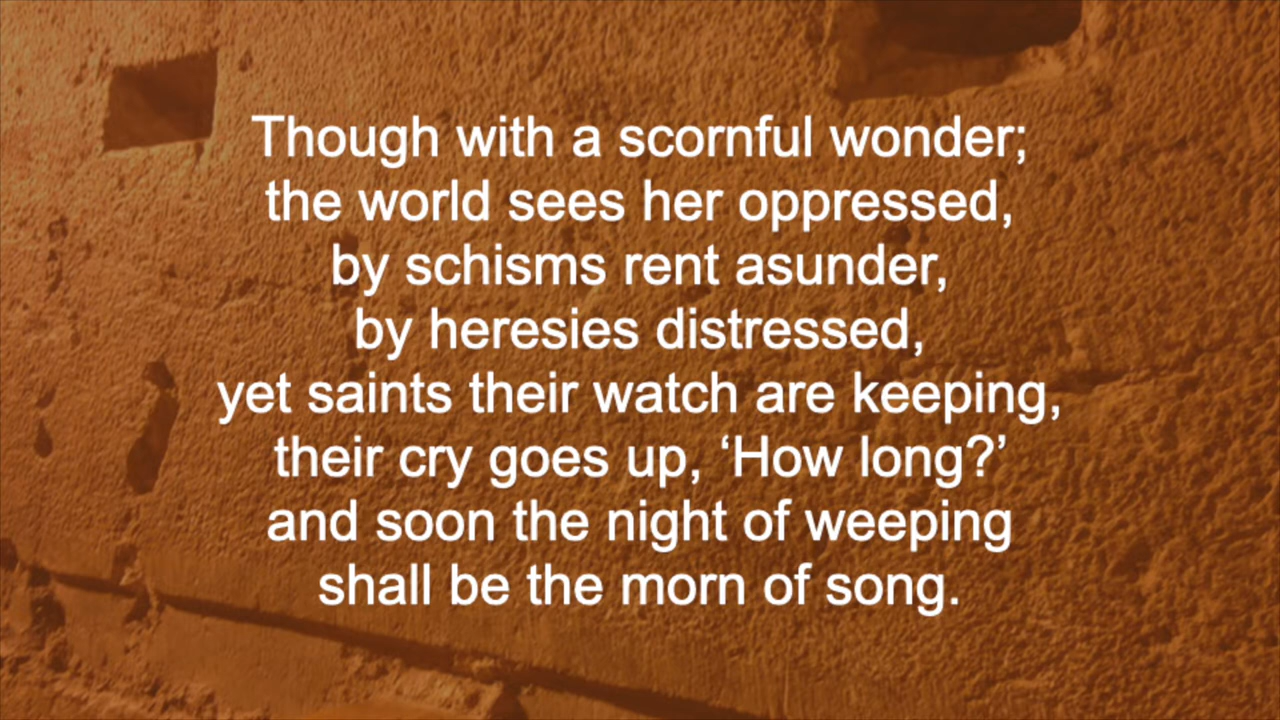 Though with a scornful wonder;
the world sees her oppressed,
by schisms rent asunder,
by heresies distressed,
yet saints their watch are keeping,
their cry goes up, ‘How long?’
and soon the night of weeping
shall be the morn of song.